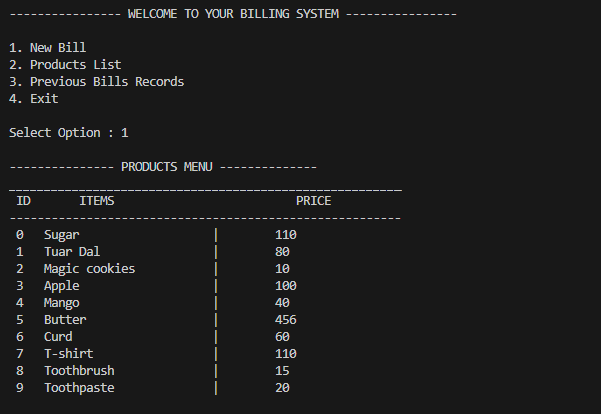 ---------------- WELCOME TO YOUR BILLING SYSTEM ----------------
1. New Bill
2. Products List
3. Previous Bills Records
4. Exit
Select Option : 1
--------------- PRODUCTS MENU --------------
________________________________________________________
ID ITEMS PRICE
--------------------------------------------------------
0 Sugar | 110
1 Tuar Dal | 80
2 Magic cookies | 10
3 Apple | 100
4 Mango | 40
5 Butter | 456
6 Curd | 60
7 T-shirt | 110
8 Toothbrush | 15
9 Toothpaste | 20